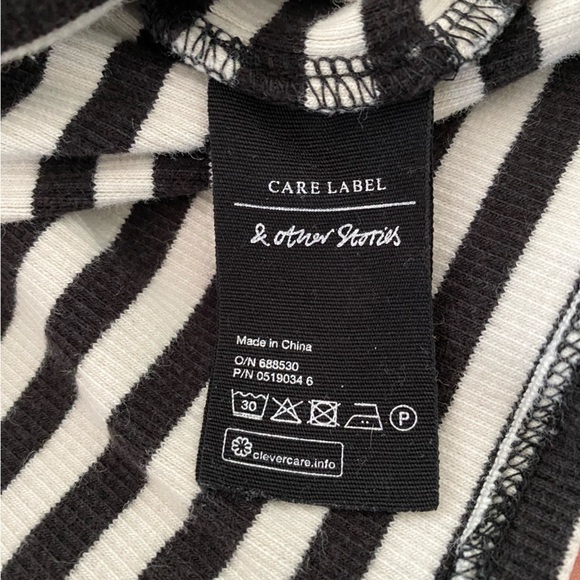 CARE LABEL
& other Stories
Made in China
O/N 688530
P/N 0519034 6
30 P
clevercare.info